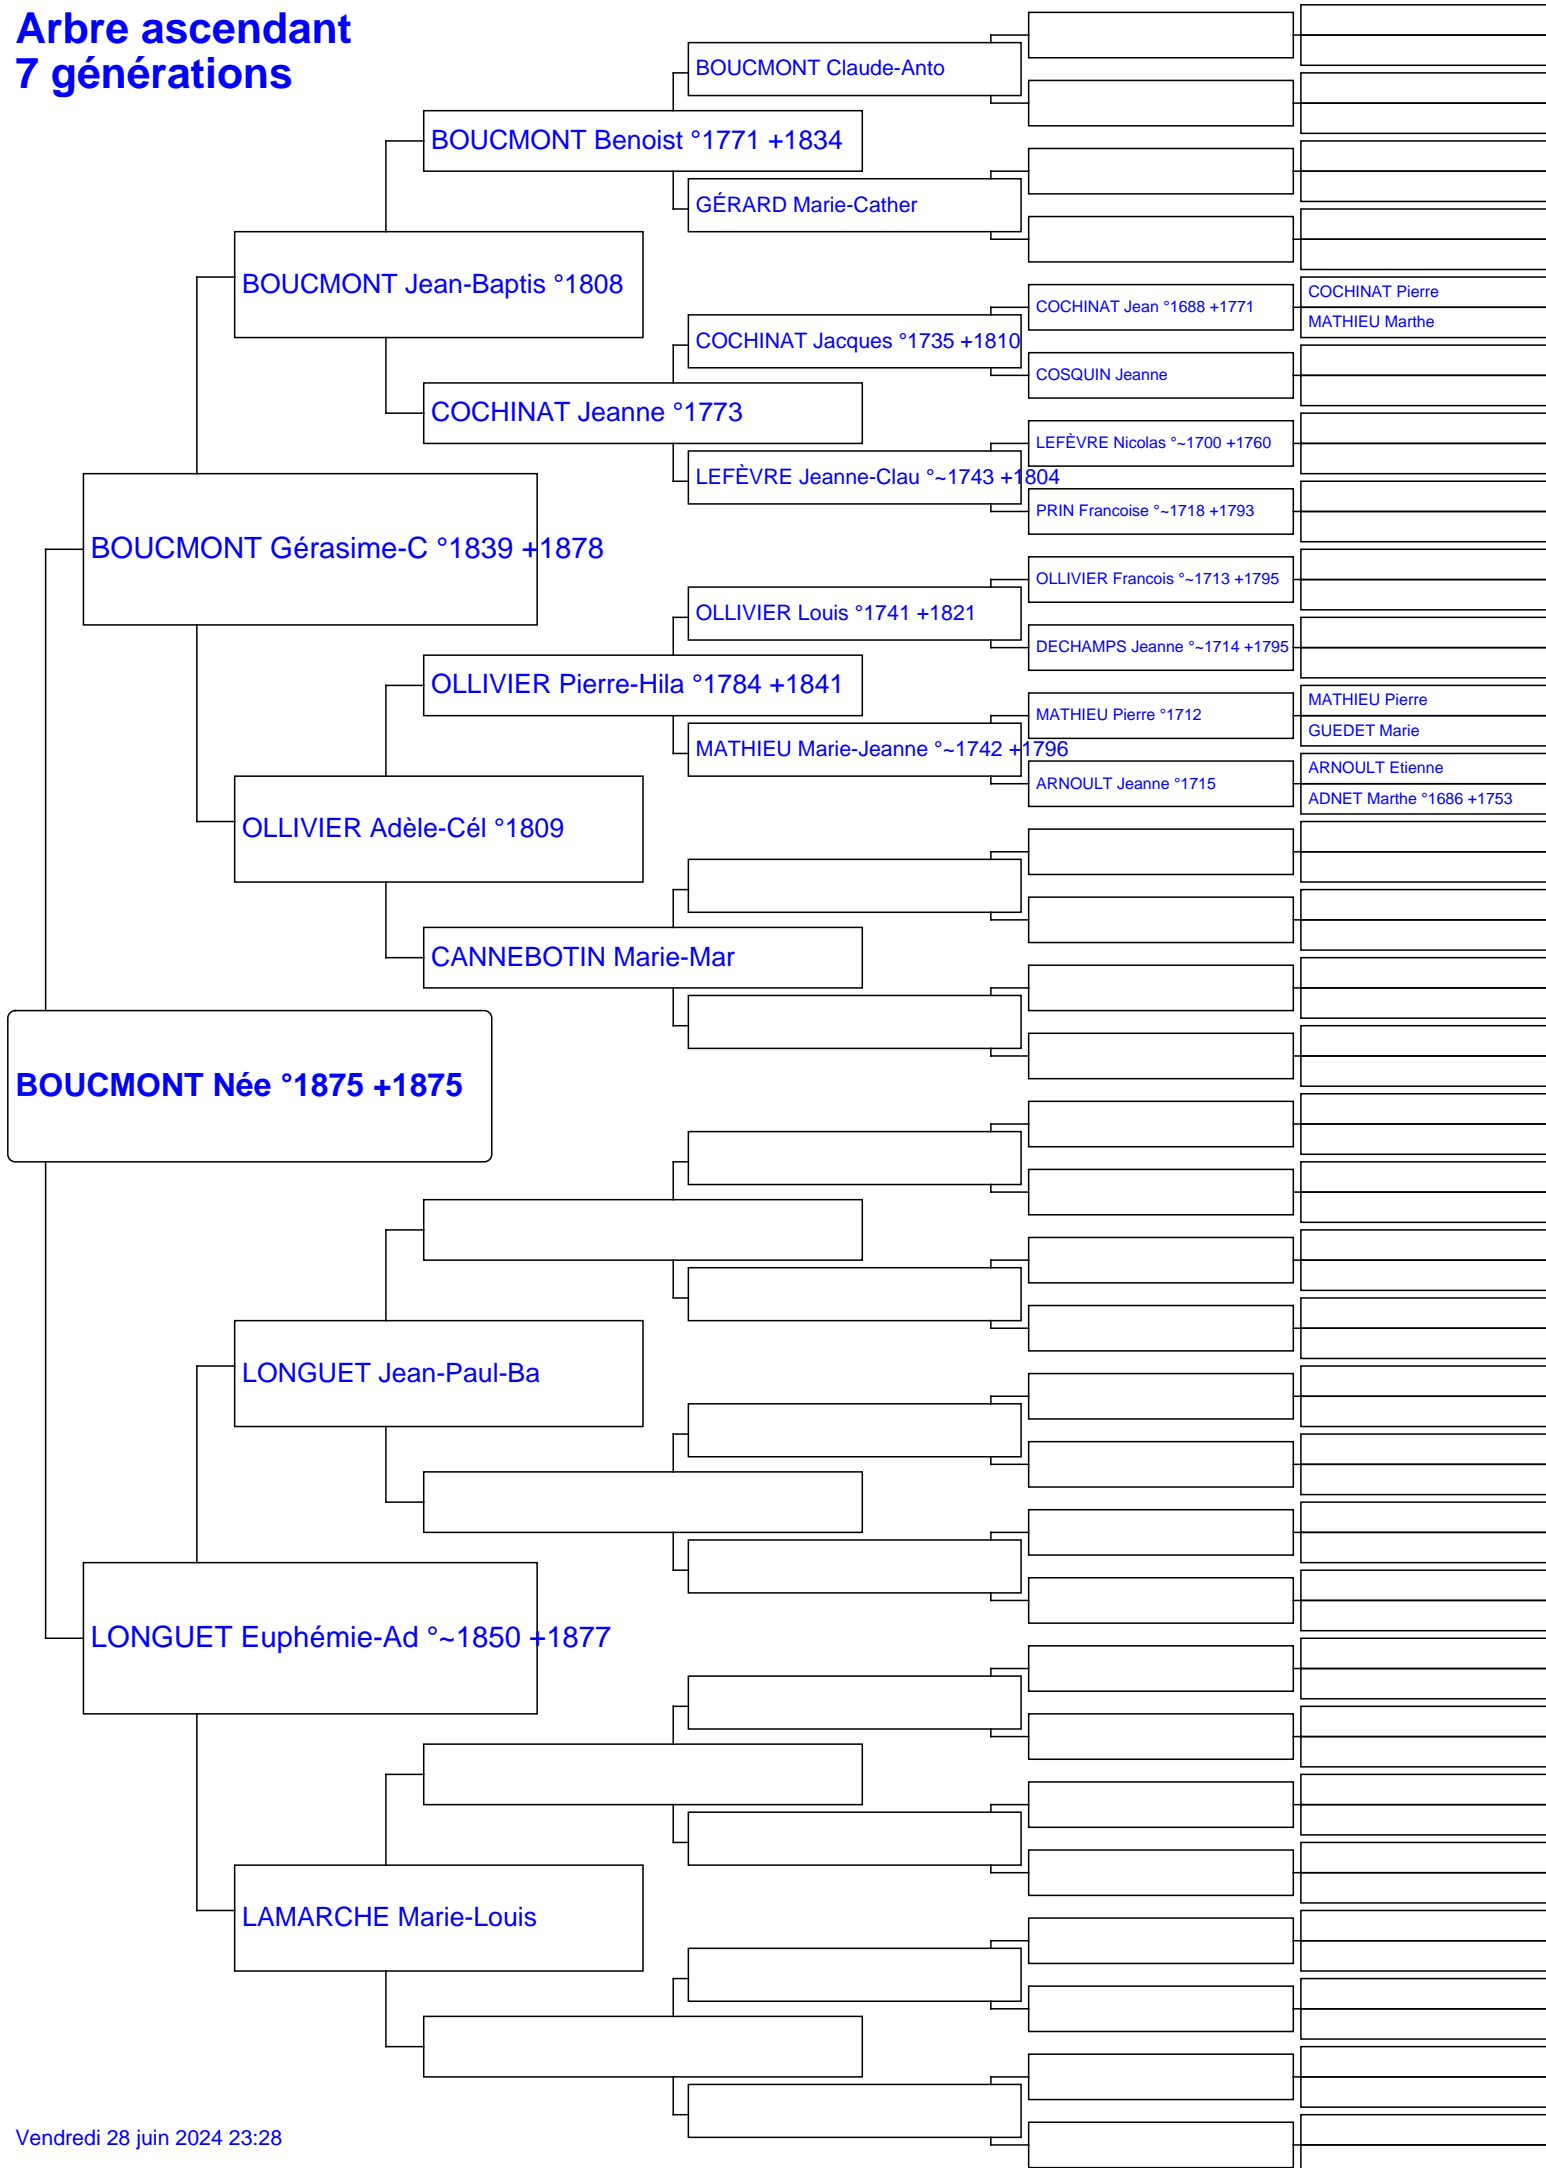 Arbre ascendant
7 générations
BOUCMONT Claude-Anto
BOUCMONT Benoist °1771 +1834
GÉRARD Marie-Cather
BOUCMONT Jean-Baptis °1808
COCHINAT Pierre
COCHINAT Jean °1688 +1771
MATHIEU Marthe
COCHINAT Jacques °1735 +1810
COSQUIN Jeanne
COCHINAT Jeanne °1773
LEFÈVRE Nicolas °~1700 +1760
LEFÈVRE Jeanne-Clau °~1743 +1804
PRIN Francoise °~1718 +1793
BOUCMONT Gérasime-C °1839 +1878
OLLIVIER Francois °~1713 +1795
OLLIVIER Louis °1741 +1821
DECHAMPS Jeanne °~1714 +1795
OLLIVIER Pierre-Hila °1784 +1841
MATHIEU Pierre
MATHIEU Pierre °1712
GUEDET Marie
MATHIEU Marie-Jeanne °~1742 +1796
ARNOULT Etienne
ARNOULT Jeanne °1715
ADNET Marthe °1686 +1753
OLLIVIER Adèle-Cél °1809
CANNEBOTIN Marie-Mar
BOUCMONT Née °1875 +1875
LONGUET Jean-Paul-Ba
LONGUET Euphémie-Ad °~1850 +1877
LAMARCHE Marie-Louis
Vendredi 28 juin 2024 23:28